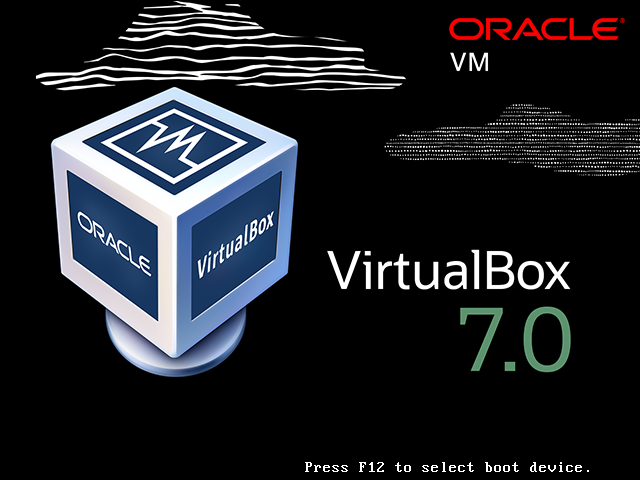 ORACLE®
VM
ORACLE
VirtualBox
VirtualBox
7.0
Press F12 to select boot device.